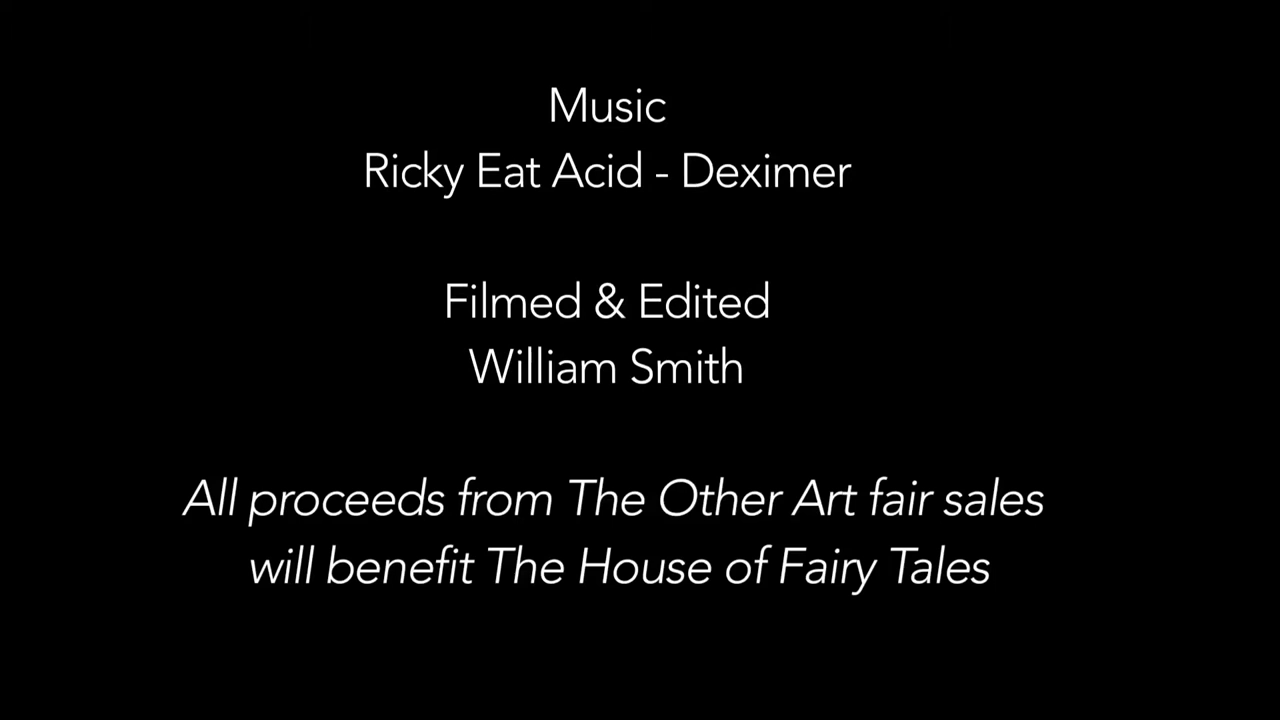 Music
Ricky Eat Acid - Deximer
Filmed & Edited
William Smith
All proceeds from The Other Art fair sales
will benefit The House of Fairy Tales